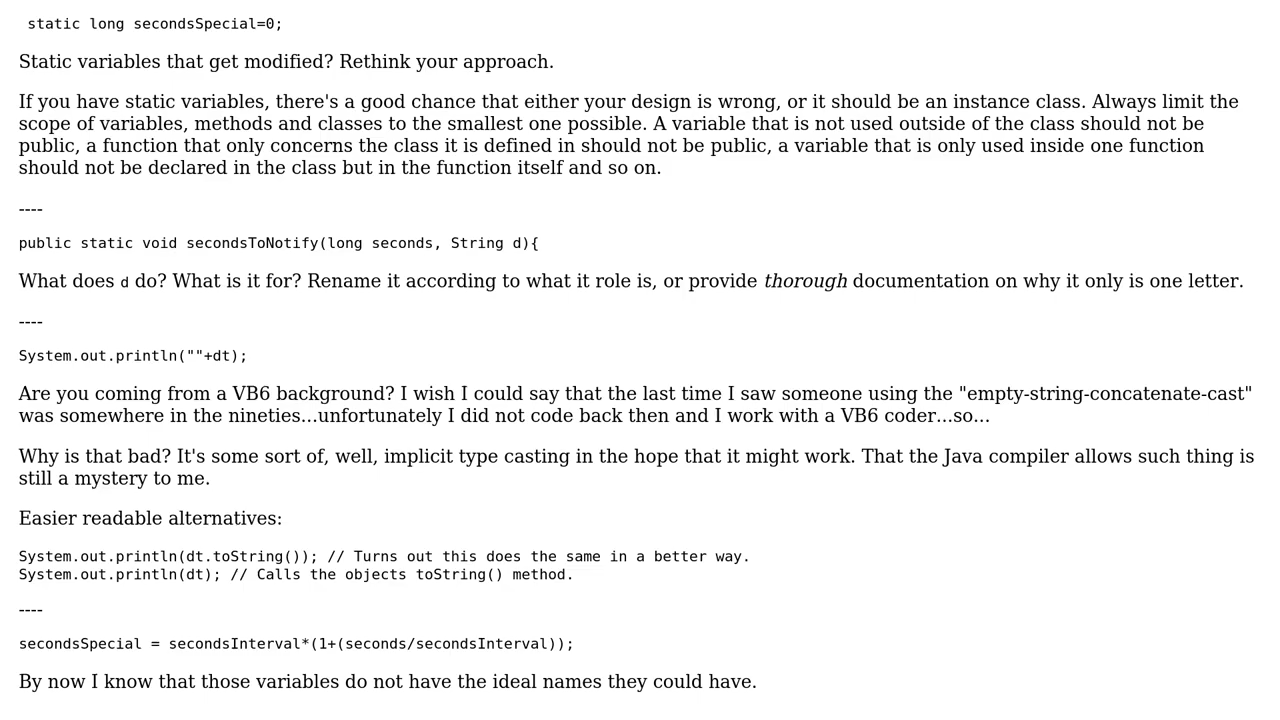 static long secondsSpecial=0;
Static variables that get modified? Rethink your approach.
If you have static variables, there's a good chance that either your design is wrong, or it should be an instance class. Always limit the
scope of variables, methods and classes to the smallest one possible. A variable that is not used outside of the class should not be
public, a function that only concerns the class it is defined in should not be public, a variable that is only used inside one function
should not be declared in the class but in the function itself and so on.
----
public static void secondsToNotify(long seconds, String d){
What does d do? What is it for? Rename it according to what it role is, or provide thorough documentation on why it only is one letter.
----
System.out.println(""+dt);
Are you coming from a VB6 background? I wish I could say that the last time I saw someone using the "empty-string-concatenate-cast"
was somewhere in the nineties...unfortunately I did not code back then and I work with a VB6 coder...so...
Why is that bad? It's some sort of, well, implicit type casting in the hope that it might work. That the Java compiler allows such thing is
still a mystery to me.
Easier readable alternatives:
System.out.println(dt.toString()); // Turns out this does the same in a better way.
System.out.println(dt); // Calls the objects toString() method.
----
secondsSpecial = secondsInterval*(1+(seconds/secondsInterval));
By now I know that those variables do not have the ideal names they could have.